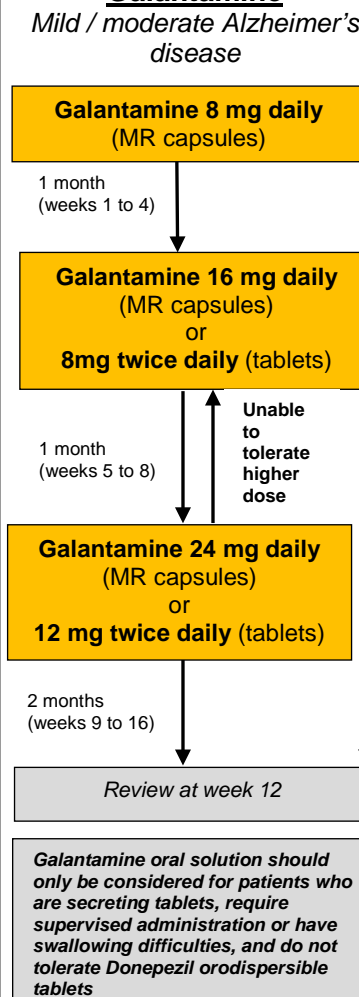 Galantamine
Mild / moderate Alzheimer's
disease
Galantamine 8 mg daily
(MR capsules)
1 month
(weeks 1 to 4)
Galantamine 16 mg daily
(MR capsules)
or
8mg twice daily (tablets)
1 month
(weeks 5 to 8)
Unable
to
tolerate
higher
dose
Galantamine 24 mg daily
(MR capsules)
or
12 mg twice daily (tablets)
2 months
(weeks 9 to 16)
Review at week 12
Galantamine oral solution should
only be considered for patients who
are secreting tablets, require
supervised administration or have
swallowing difficulties, and do not
tolerate Donepezil orodispersible
tablets